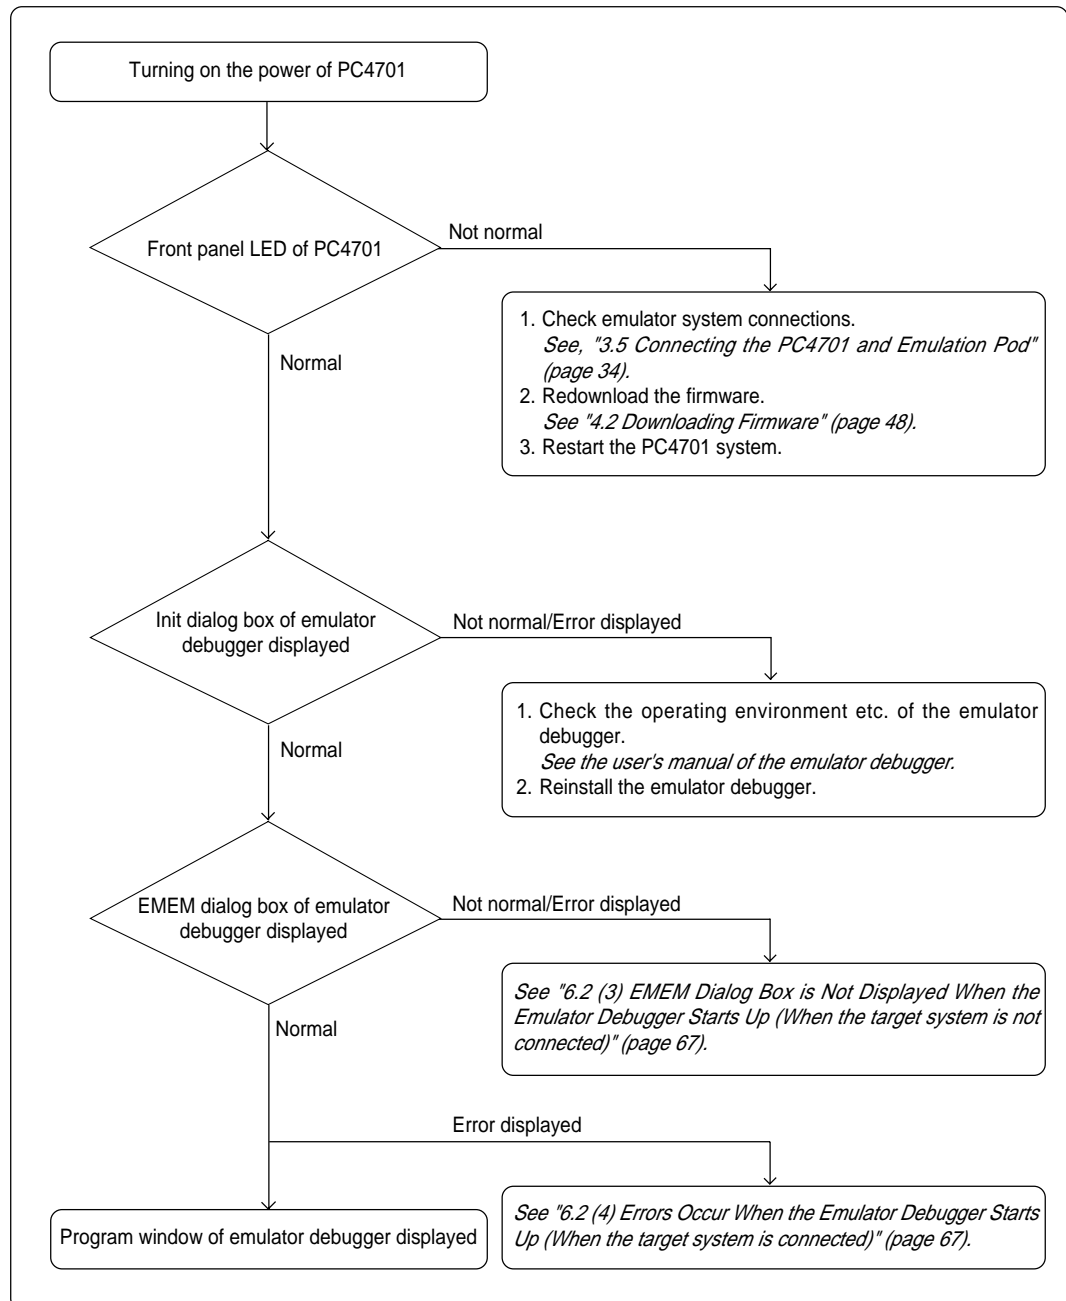 Turning on the power of PC4701
Front panel LED of PC4701
Not normal
Normal
1. Check emulator system connections.
See, "3.5 Connecting the PC4701 and Emulation Pod"
(page 34).
2. Redownload the firmware.
See "4.2 Downloading Firmware" (page 48).
3. Restart the PC4701 system.
Init dialog box of emulator
debugger displayed
Not normal/Error displayed
Normal
1. Check the operating environment etc. of the emulator
debugger.
See the user's manual of the emulator debugger.
2. Reinstall the emulator debugger.
EMEM dialog box of emulator
debugger displayed
Not normal/Error displayed
Normal
See "6.2 (3) EMEM Dialog Box is Not Displayed When the
Emulator Debugger Starts Up (When the target system is not
connected)" (page 67).
Error displayed
Program window of emulator debugger displayed
See "6.2 (4) Errors Occur When the Emulator Debugger Starts
Up (When the target system is connected)" (page 67).